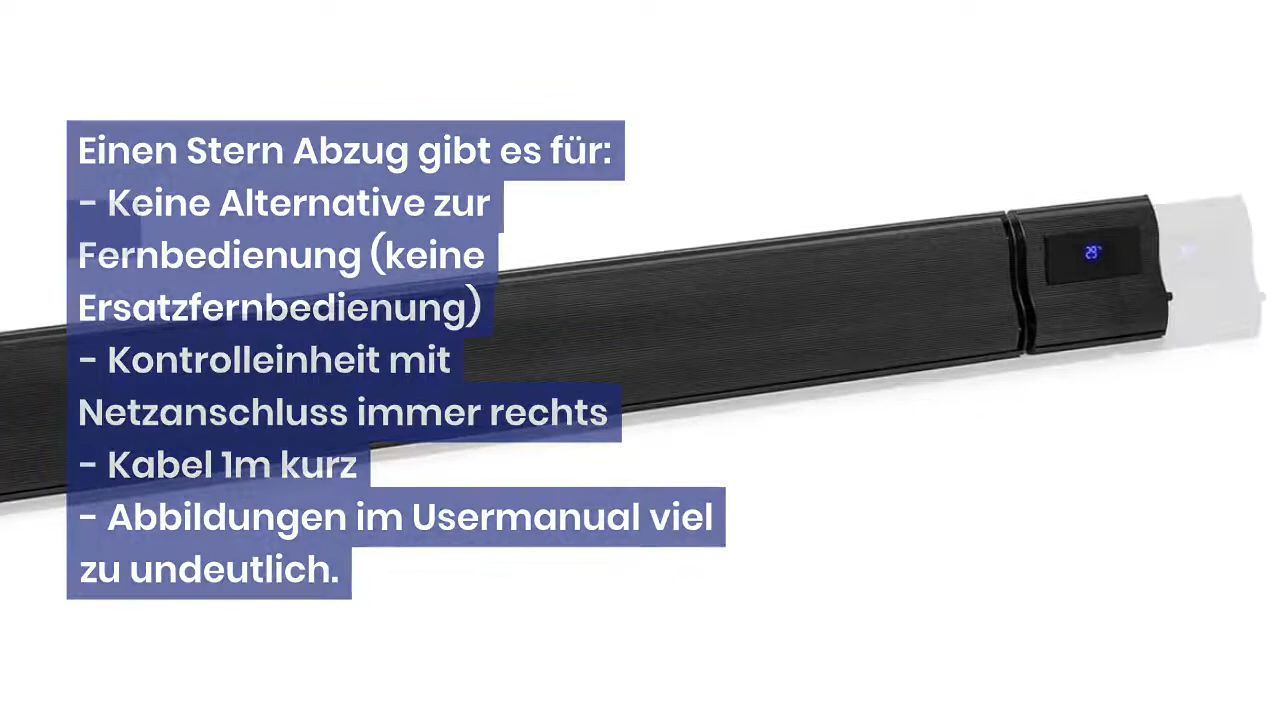 Einen Stern Abzug gibt es für:
- Keine Alternative zur
Fernbedienung (keine
Ersatzfernbedienung)
- Kontrolleinheit mit
Netzanschluss immer rechts
- Kabel 1m kurz
- Abbildungen im Usermanual viel
zu undeutlich.
29°